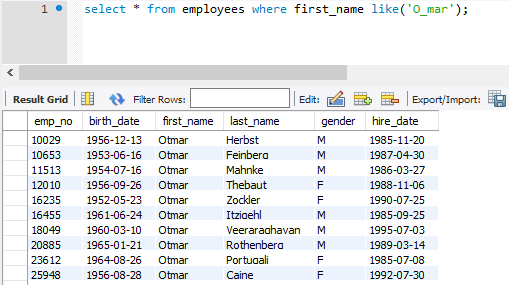 1 select * from employees where first_name like('O_mar');
Result Grid Filter Rows: Edit: Export/Import:
emp_no birth_date first_name last_name gender hire_date
10029 1956-12-13 Otmar Herbst M 1985-11-20
10653 1953-06-16 Otmar Feinberg M 1987-04-30
11513 1954-07-16 Otmar Mahnke M 1986-03-27
12010 1956-09-26 Otmar Thebaut F 1988-11-06
16235 1952-05-23 Otmar Zockler F 1990-07-25
16455 1961-06-24 Otmar Itzigehl M 1985-09-25
18049 1960-03-10 Otmar Veeraraghavan M 1995-07-03
20885 1965-01-21 Otmar Rothenberg M 1989-03-14
23612 1964-08-26 Otmar Portugali F 1985-07-08
25948 1956-08-28 Otmar Caine F 1992-07-30